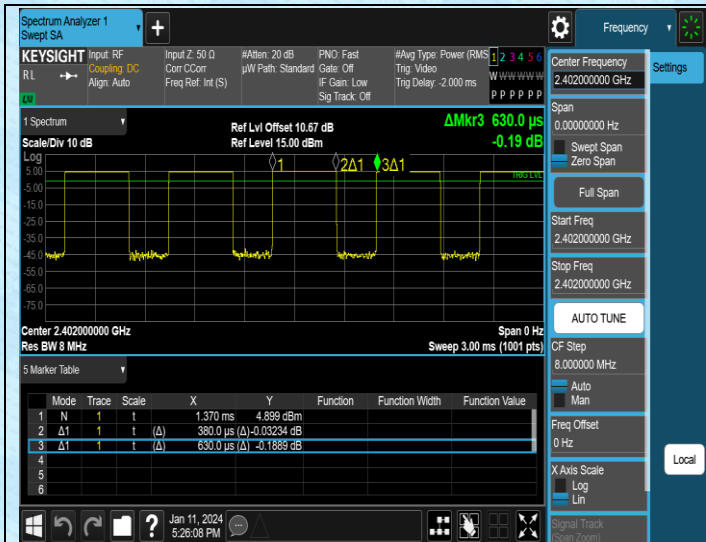 Spectrum Analyzer 1
Swept SA
+
Frequency
KEYSIGHT
RL
LXI
Input: RF
Coupling: DC
Align: Auto
Input Z: 50 Ω
Corr CCorr
Freq Ref: Int (S)
#Atten: 20 dB
µW Path: Standard
PNO: Fast
Gate: Off
IF Gain: Low
Sig Track: Off
#Avg Type: Power (RMS
Trig: Video
Trig Delay: -2.000 ms
1 2 3 4 5 6
W W W W W W
P P P P P P
1 Spectrum
Scale/Div 10 dB
Ref Lvl Offset 10.67 dB
Ref Level 15.00 dBm
ΔMkr3 630.0 µs
-0.19 dB
Log
1
2Δ1
3Δ1
TRIG LVL
5.00
-5.00
-15.0
-25.0
-35.0
-45.0
-55.0
-65.0
-75.0
Center 2.402000000 GHz
Res BW 8 MHz
Span 0 Hz
Sweep 3.00 ms (1001 pts)
5 Marker Table
Mode Trace Scale X Y Function Function Width Function Value
1 N 1 t 1.370 ms 4.899 dBm
2 Δ1 1 t (Δ) 380.0 µs (Δ) -0.03234 dB
3 Δ1 1 t (Δ) 630.0 µs (Δ) -0.1889 dB
4
5
6
?
Jan 11, 2024
5:26:08 PM
Center Frequency
2.402000000 GHz
Span
0.00000000 Hz
Swept Span
Zero Span
Full Span
Start Freq
2.402000000 GHz
Stop Freq
2.402000000 GHz
AUTO TUNE
CF Step
8.000000 MHz
Auto
Man
Freq Offset
0 Hz
X Axis Scale
Log
Lin
Signal Track
(Span Zoom)
Settings
Local